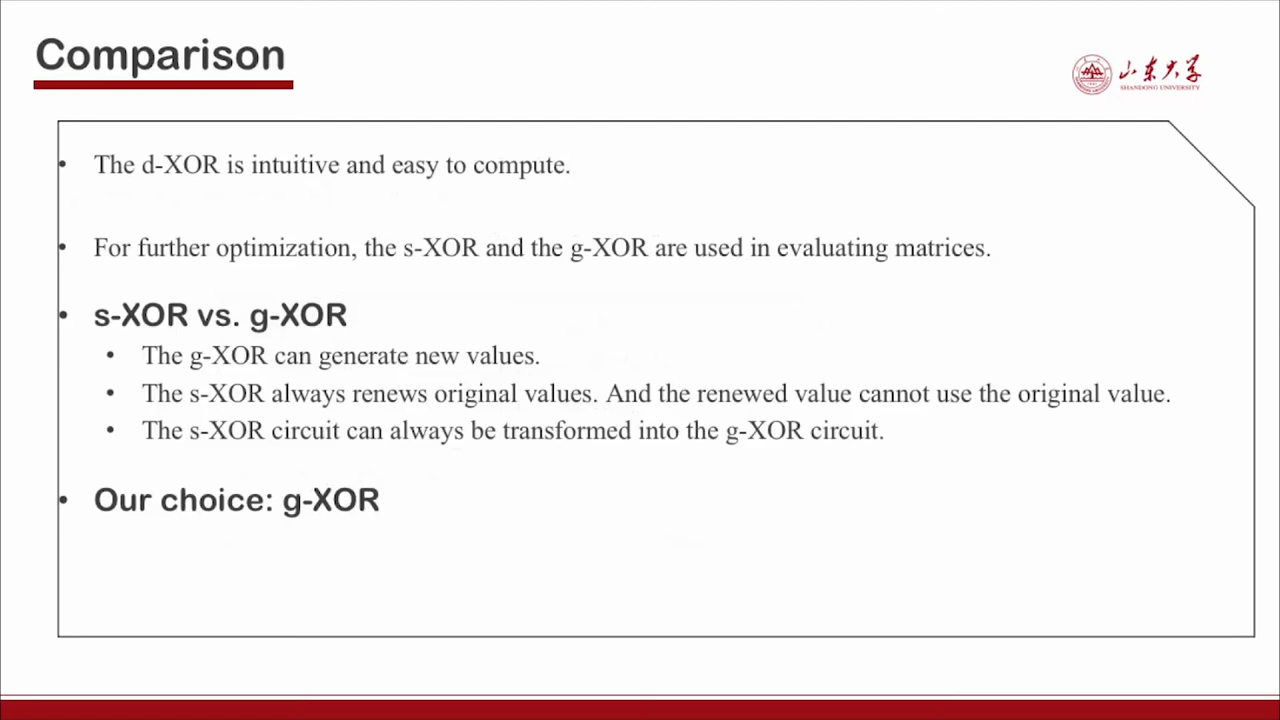 Comparison
山东大学
SHANDONG UNIVERSITY
• The d-XOR is intuitive and easy to compute.
• For further optimization, the s-XOR and the g-XOR are used in evaluating matrices.
• s-XOR vs. g-XOR
• The g-XOR can generate new values.
• The s-XOR always renews original values. And the renewed value cannot use the original value.
• The s-XOR circuit can always be transformed into the g-XOR circuit.
• Our choice: g-XOR